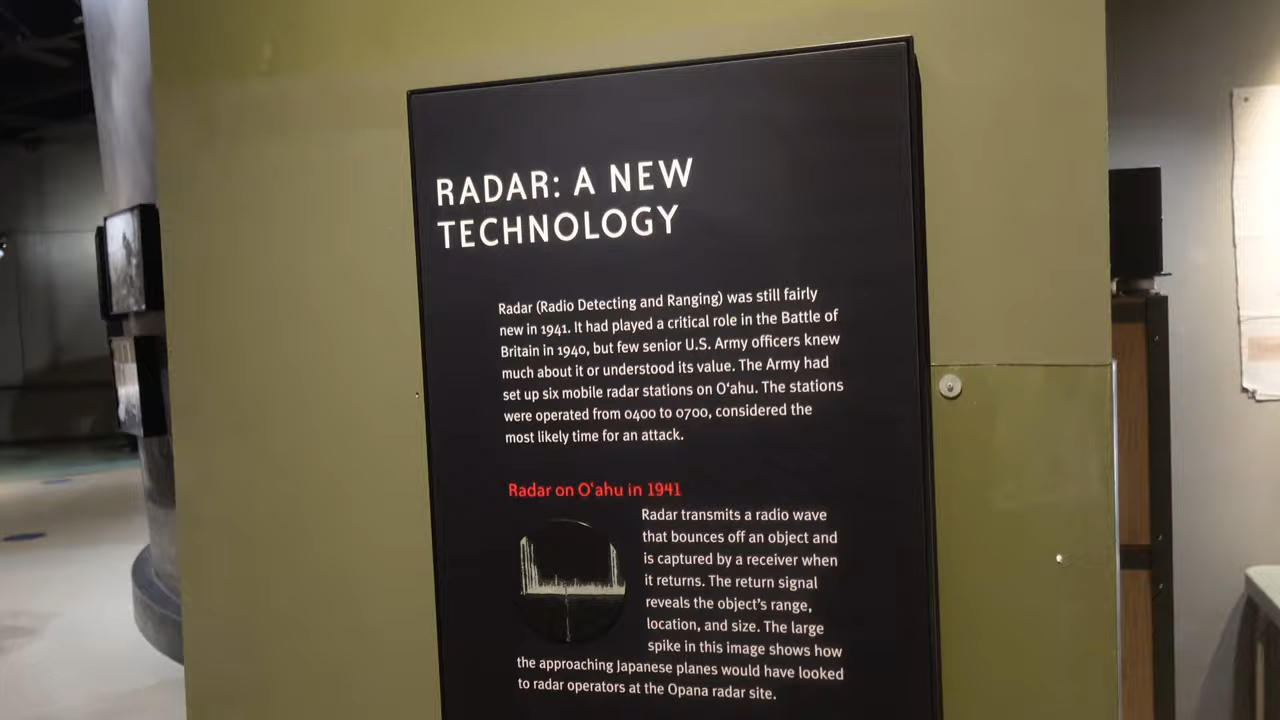 RADAR: A NEW
TECHNOLOGY
Radar (Radio Detecting and Ranging) was still fairly
new in 1941. It had played a critical role in the Battle of
Britain in 1940, but few senior U.S. Army officers knew
much about it or understood its value. The Army had
set up six mobile radar stations on Oʻahu. The stations
were operated from 0400 to 0700, considered the
most likely time for an attack.
Radar on Oʻahu in 1941
Radar transmits a radio wave
that bounces off an object and
is captured by a receiver when
it returns. The return signal
reveals the object's range,
location, and size. The large
spike in this image shows how
the approaching Japanese planes would have looked
to radar operators at the Opana radar site.